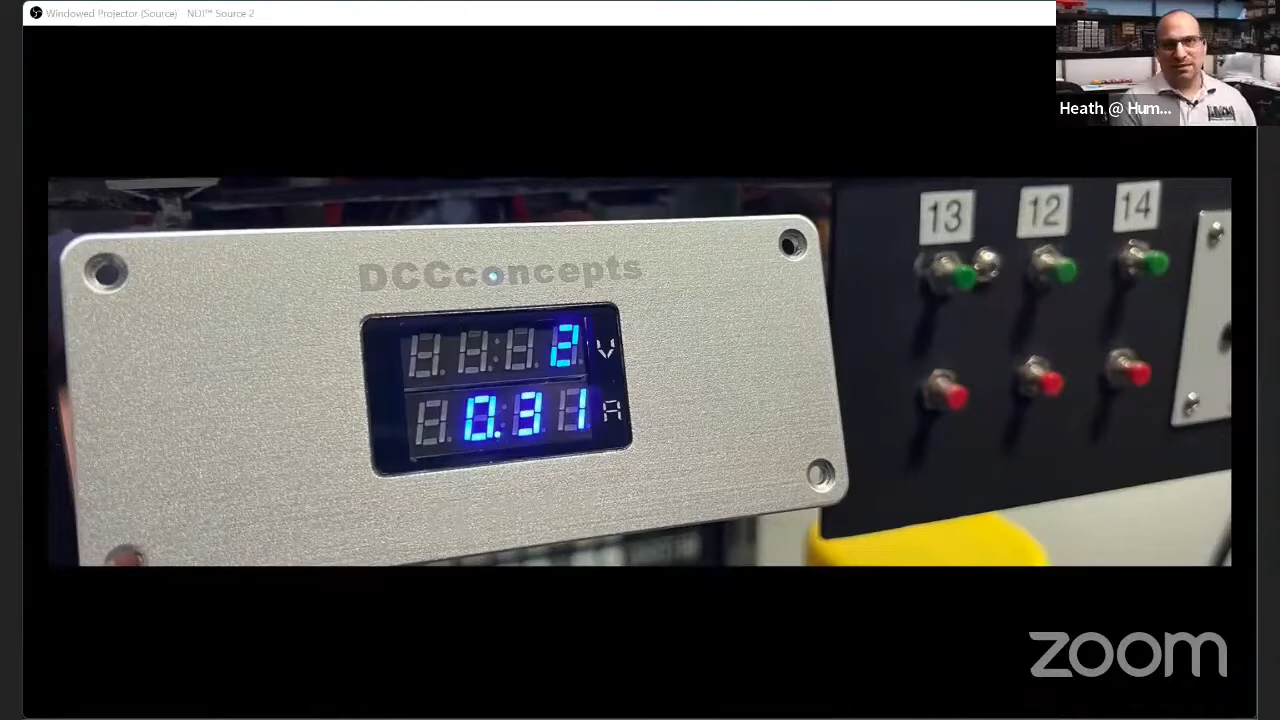 Windowed Projector (Source) - NDI™ Source 2
Heath @ Hum...
DCCconcepts
13
12
14
2 V
0.31 A
zoom